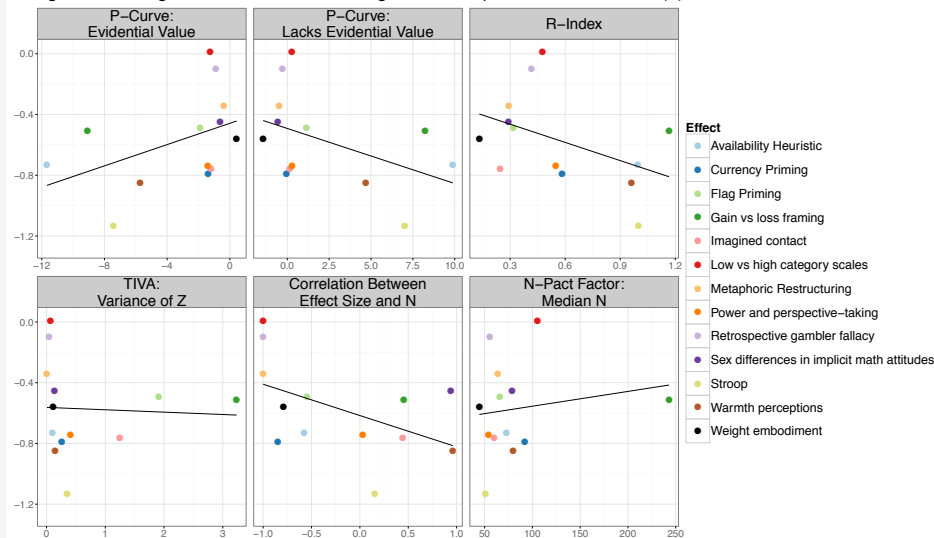 P−Curve:
Evidential Value
P−Curve:
Lacks Evidential Value
R−Index
0.0
−0.4
−0.8
−1.2
−12 −8 −4 0
0.0 2.5 5.0 7.5 10.0
0.3 0.6 0.9 1.2
TIVA:
Variance of Z
Correlation Between
Effect Size and N
N−Pact Factor:
Median N
0.0
−0.4
−0.8
−1.2
0 1 2 3
−1.0 −0.5 0.0 0.5 1.0
50 100 150 200 250
Effect
Availability Heuristic
Currency Priming
Flag Priming
Gain vs loss framing
Imagined contact
Low vs high category scales
Metaphoric Restructuring
Power and perspective−taking
Retrospective gambler fallacy
Sex differences in implicit math attitudes
Stroop
Warmth perceptions
Weight embodiment